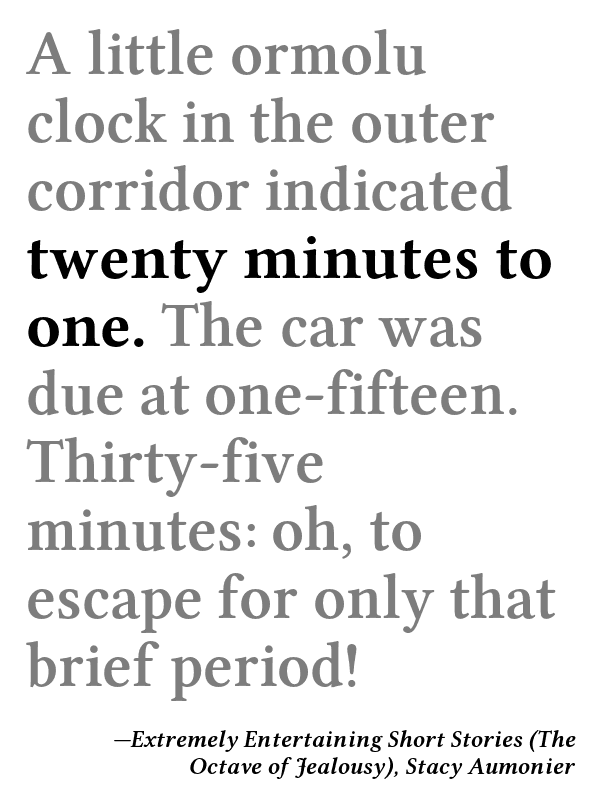 A little ormolu
clock in the outer
corridor indicated
twenty minutes to
one. The car was
due at one-fifteen.
Thirty-five
minutes: oh, to
escape for only that
brief period!
—Extremely Entertaining Short Stories (The
Octave of Jealousy), Stacy Aumonier